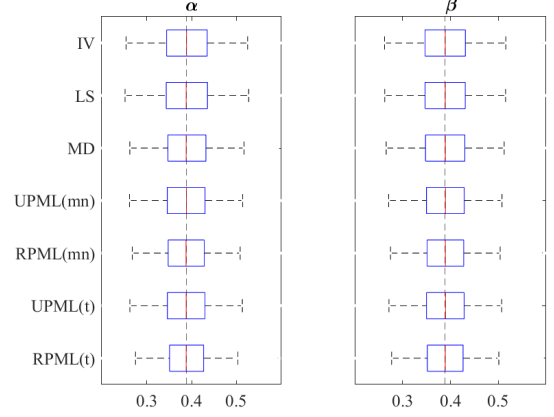 α
β
IV
LS
MD
UPML(mn)
RPML(mn)
UPML(t)
RPML(t)
0.3 0.4 0.5
0.3 0.4 0.5